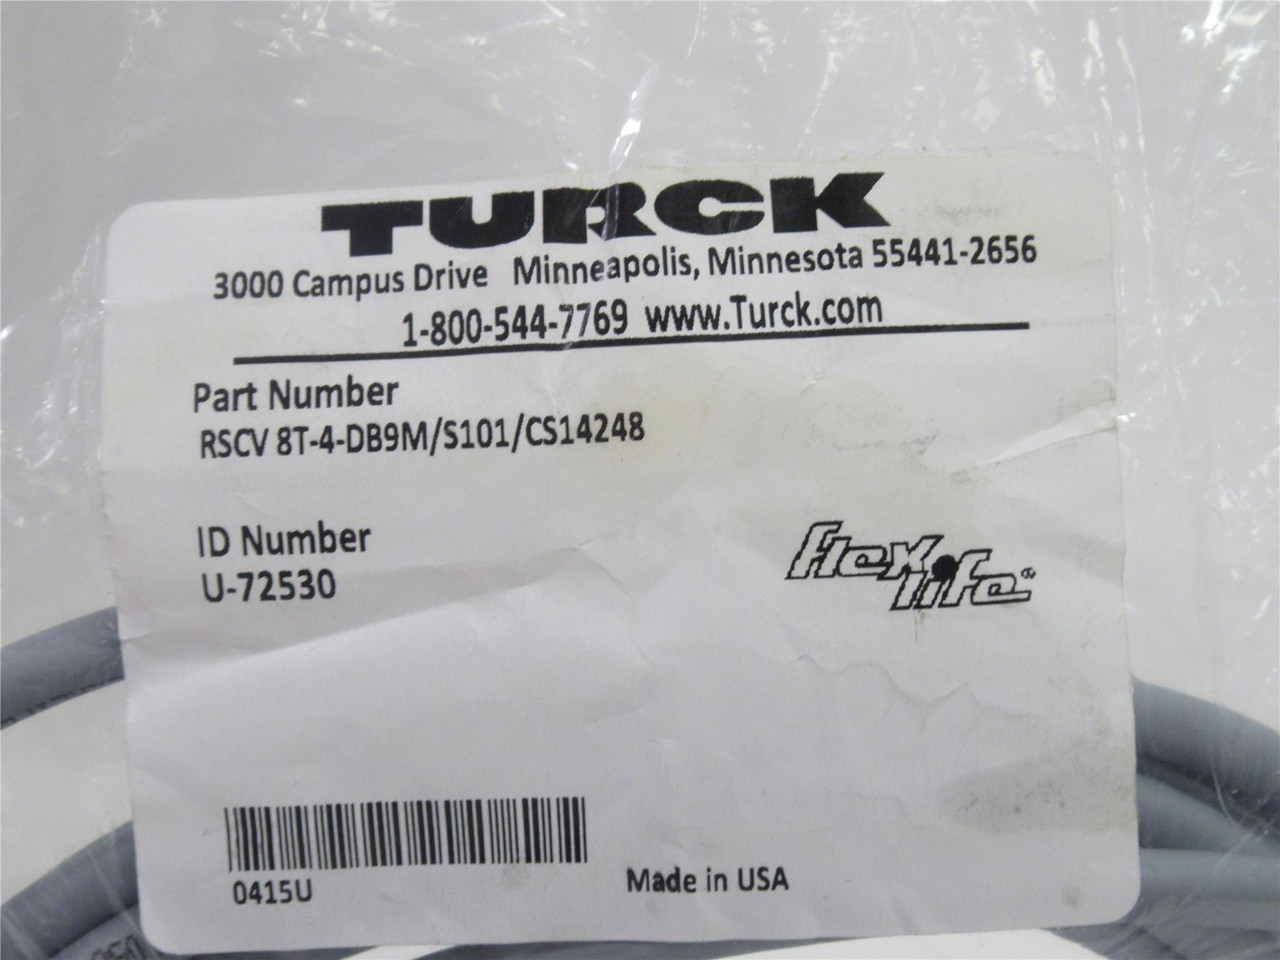 TURCK
3000 Campus Drive Minneapolis, Minnesota 55441-2656
1-800-544-7769 www.Turck.com
Part Number
RSCV 8T-4-DB9M/S101/CS14248
ID Number
U-72530
flex
life®
0415U
Made in USA